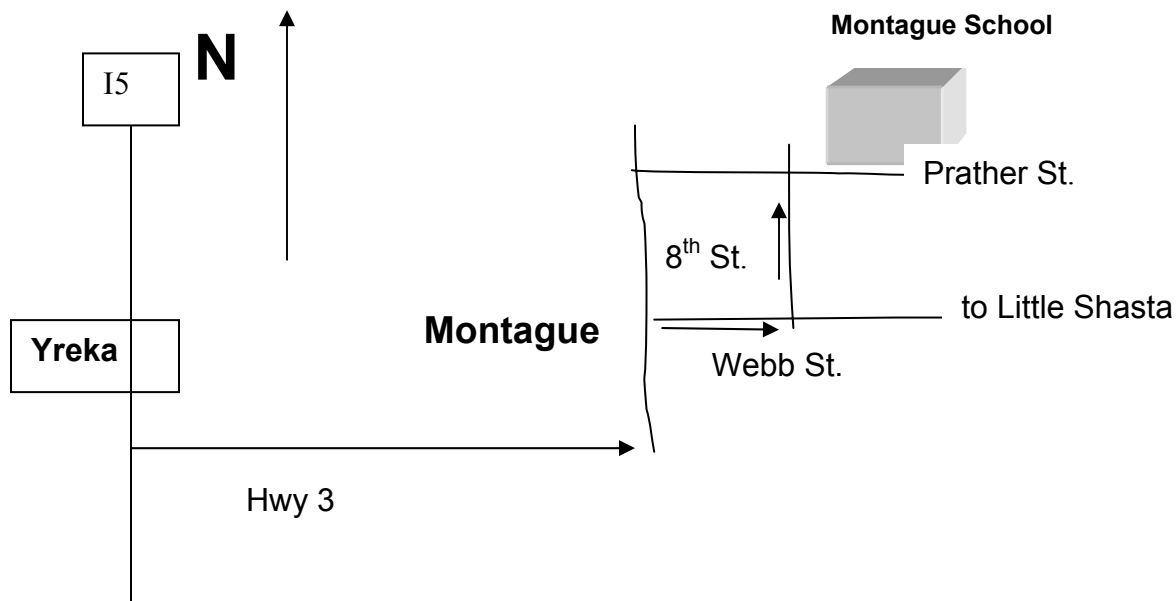 Montague School
N
I5
Prather St.
8th St.
to Little Shasta
Montague
Yreka
Webb St.
Hwy 3